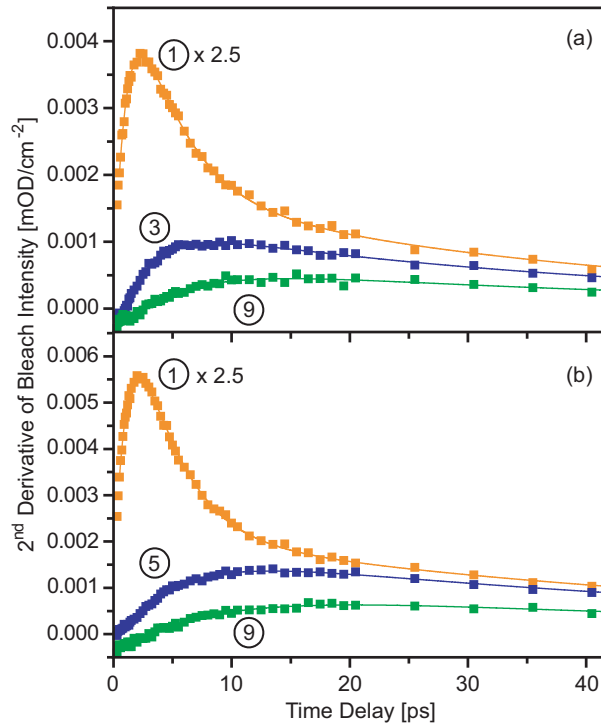 2nd Derivative of Bleach Intensity [mOD/cm-2]
(a)
0.004
0.003
0.002
0.001
0.000
1 x 2.5
3
9
(b)
0.006
0.005
0.004
0.003
0.002
0.001
0.000
1 x 2.5
5
9
0 10 20 30 40
Time Delay [ps]